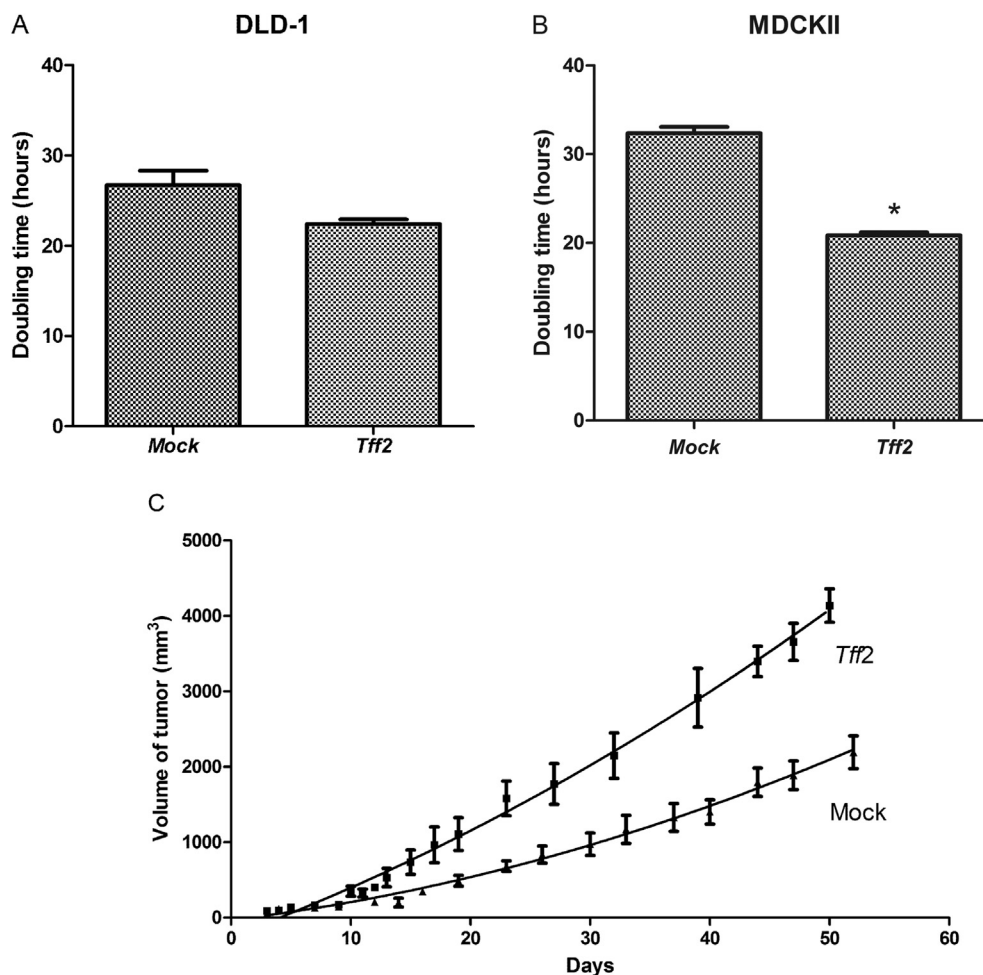 A
DLD-1
Doubling time (hours)
40
30
20
10
0
Mock
Tff2
B
MDCKII
Doubling time (hours)
40
30
20
10
0
*
Mock
Tff2
C
Volume of tumor (mm³)
5000
4000
3000
2000
1000
0
Tff2
Mock
0 10 20 30 40 50 60
Days